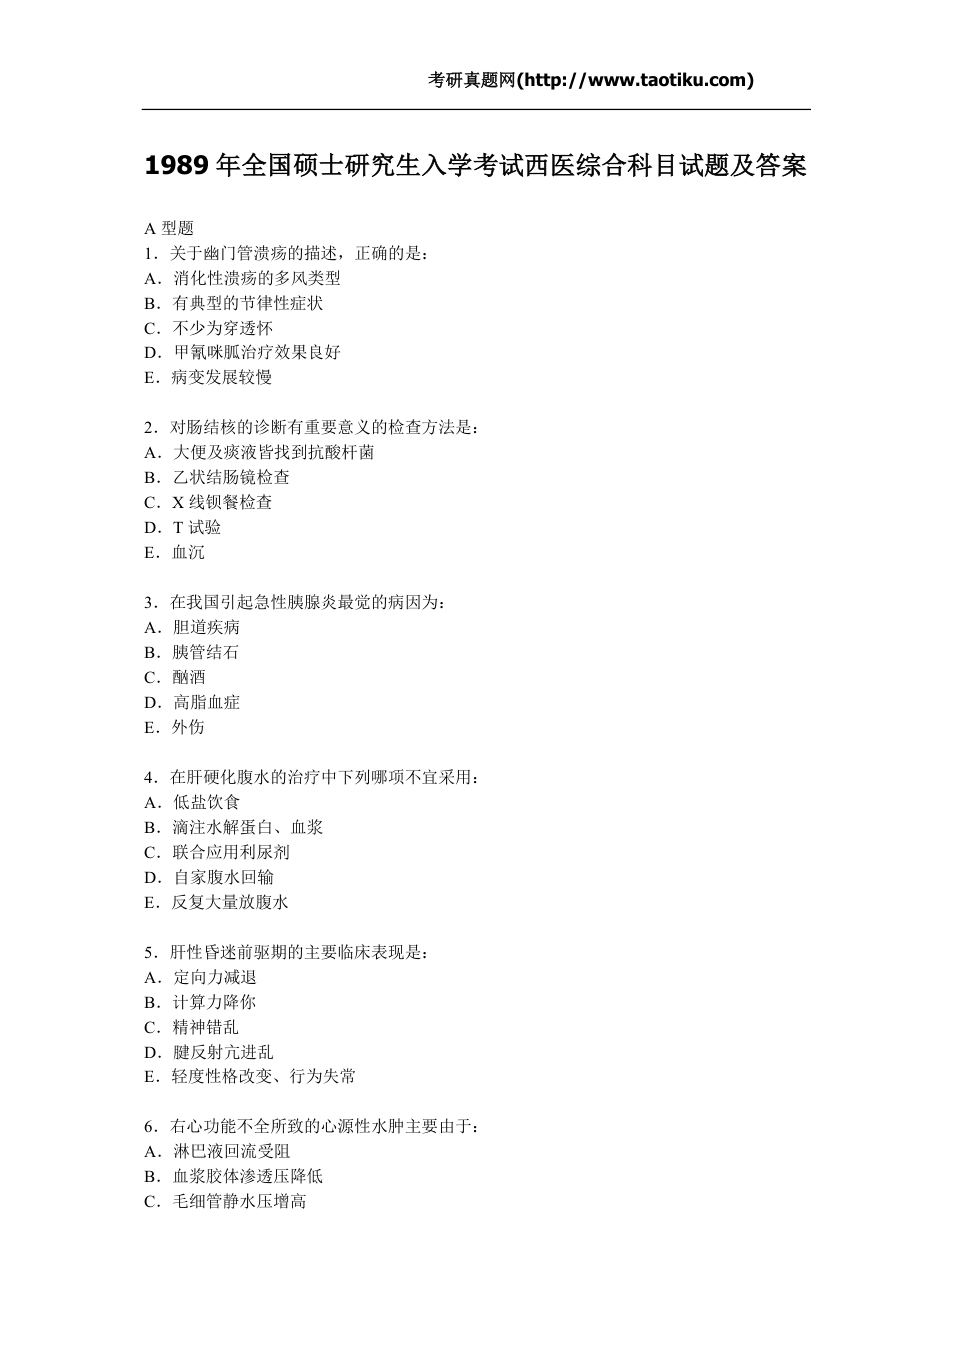 考研真题网(http://www.taotiku.com)
1989 年全国硕士研究生入学考试西医综合科目试题及答案
A 型题
1．关于幽门管溃疡的描述，正确的是：
A．消化性溃疡的多风类型
B．有典型的节律性症状
C．不少为穿透怀
D．甲氰咪胍治疗效果良好
E．病变发展较慢
2．对肠结核的诊断有重要意义的检查方法是：
A．大便及痰液皆找到抗酸杆菌
B．乙状结肠镜检查
C．X 线钡餐检查
D．T 试验
E．血沉
3．在我国引起急性胰腺炎最觉的病因为：
A．胆道疾病
B．胰管结石
C．酗酒
D．高脂血症
E．外伤
4．在肝硬化腹水的治疗中下列哪项不宜采用：
A．低盐饮食
B．滴注水解蛋白、血浆
C．联合应用利尿剂
D．自家腹水回输
E．反复大量放腹水
5．肝性昏迷前驱期的主要临床表现是：
A．定向力减退
B．计算力降你
C．精神错乱
D．腱反射亢进乱
E．轻度性格改变、行为失常
6．右心功能不全所致的心源性水肿主要由于：
A．淋巴液回流受阻
B．血浆胶体渗透压降低
C．毛细管静水压增高